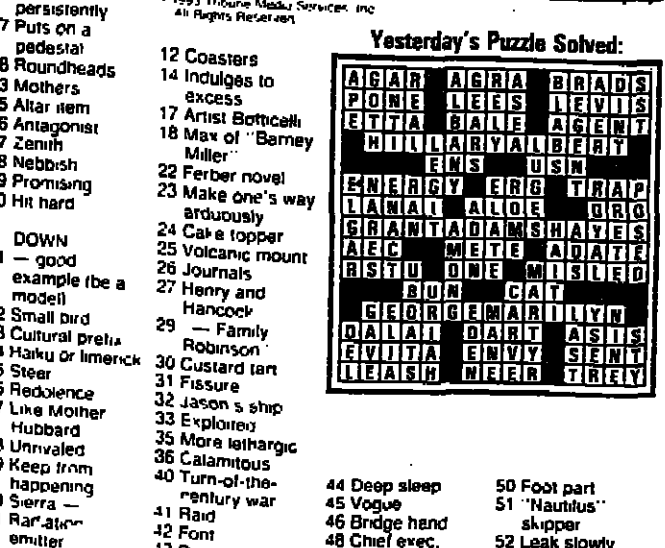 persistently
7 Puts on a
pedestal
8 Roundheads
3 Mothers
5 Altar item
6 Antagonist
7 Zenith
8 Nebbish
9 Promising
0 Hit hard
DOWN
— good
example (be a
model)
2 Small bird
3 Cultural prefix
4 Haiku or limerick
5 Steer
6 Redolence
7 Like Mother
Hubbard
8 Unrivaled
9 Keep from
happening
Sierra —
emitter
1993 Tribune Media Services, Inc
All Rights Reserved
12 Coasters
14 Indulges to
excess
17 Artist Botticelli
18 Max of "Barney
Miller"
22 Ferber novel
23 Make one's way
arduously
24 Cake topper
25 Volcanic mount
26 Journals
27 Henry and
Hancock
29 — Family
Robinson
30 Custard tart
31 Fissure
32 Jason's ship
33 Exploited
35 More lethargic
36 Calamitous
40 Turn-of-the-
century war
41 Raid
42 Font
Yesterday's Puzzle Solved:
AGAR AGRA BRADS
PONE LEES LEVIS
ETTA BALE AGENT
HILLARYALBERT
ENS USN
ENERGY ERG TRAP
LANAI ALOE ORO
GRANTADAMSHAYES
AEC METE ADATE
RSTU ONE MISLED
BUN CAT
GEORGEMARILYN
DALAI DART ASIS
EVITA ENVY SENT
LEASH NEER TREY
44 Deep sleep
45 Vogue
46 Bridge hand
48 Chief exec.
50 Foot part
51 "Nautilus"
skipper
52 Leak slowly